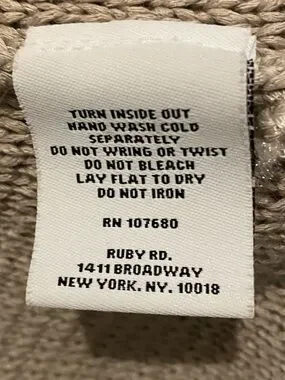 TURN INSIDE OUT
HAND WASH COLD
SEPARATELY
DO NOT WRING OR TWIST
DO NOT BLEACH
LAY FLAT TO DRY
DO NOT IRON
RN 107680
RUBY RD.
1411 BROADWAY
NEW YORK. NY. 10018